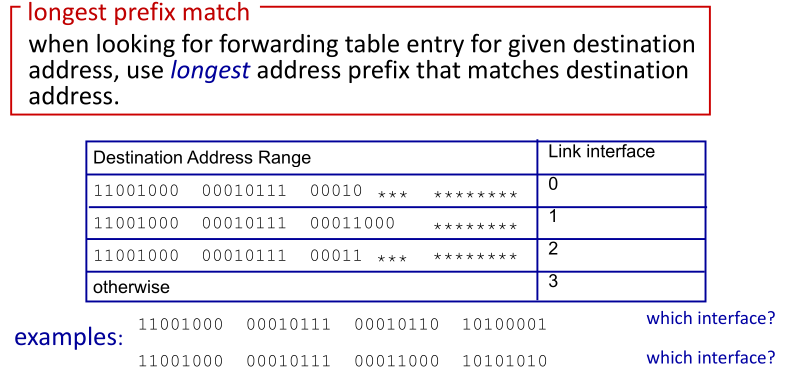 longest prefix match
when looking for forwarding table entry for given destination
address, use longest address prefix that matches destination
address.
Destination Address Range Link interface
11001000 00010111 00010 *** ******** 0
11001000 00010111 00011000 ******** 1
11001000 00010111 00011 *** ******** 2
otherwise 3
examples:
11001000 00010111 00010110 10100001 which interface?
11001000 00010111 00011000 10101010 which interface?